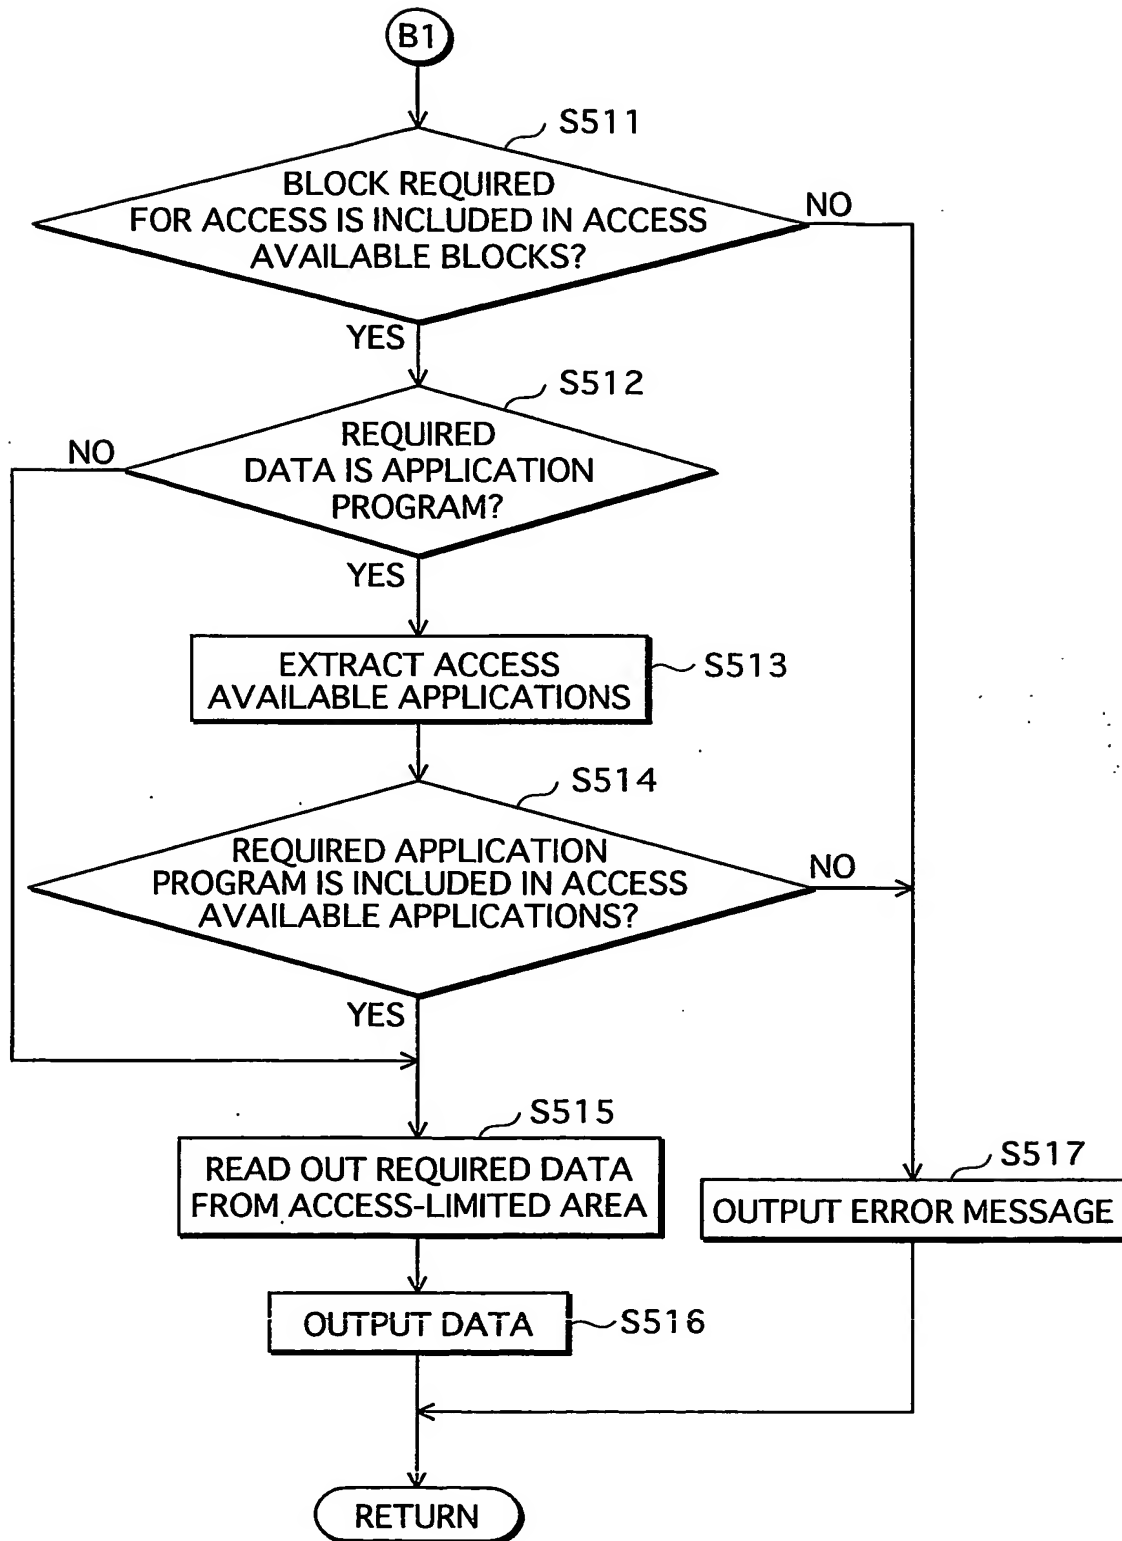 B1
S511
BLOCK REQUIRED
FOR ACCESS IS INCLUDED IN ACCESS
AVAILABLE BLOCKS?
NO
YES
S512
REQUIRED
DATA IS APPLICATION
PROGRAM?
NO
YES
EXTRACT ACCESS
AVAILABLE APPLICATIONS
S513
S514
REQUIRED APPLICATION
PROGRAM IS INCLUDED IN ACCESS
AVAILABLE APPLICATIONS?
NO
YES
S515
READ OUT REQUIRED DATA
FROM ACCESS-LIMITED AREA
S517
OUTPUT ERROR MESSAGE
OUTPUT DATA
S516
RETURN